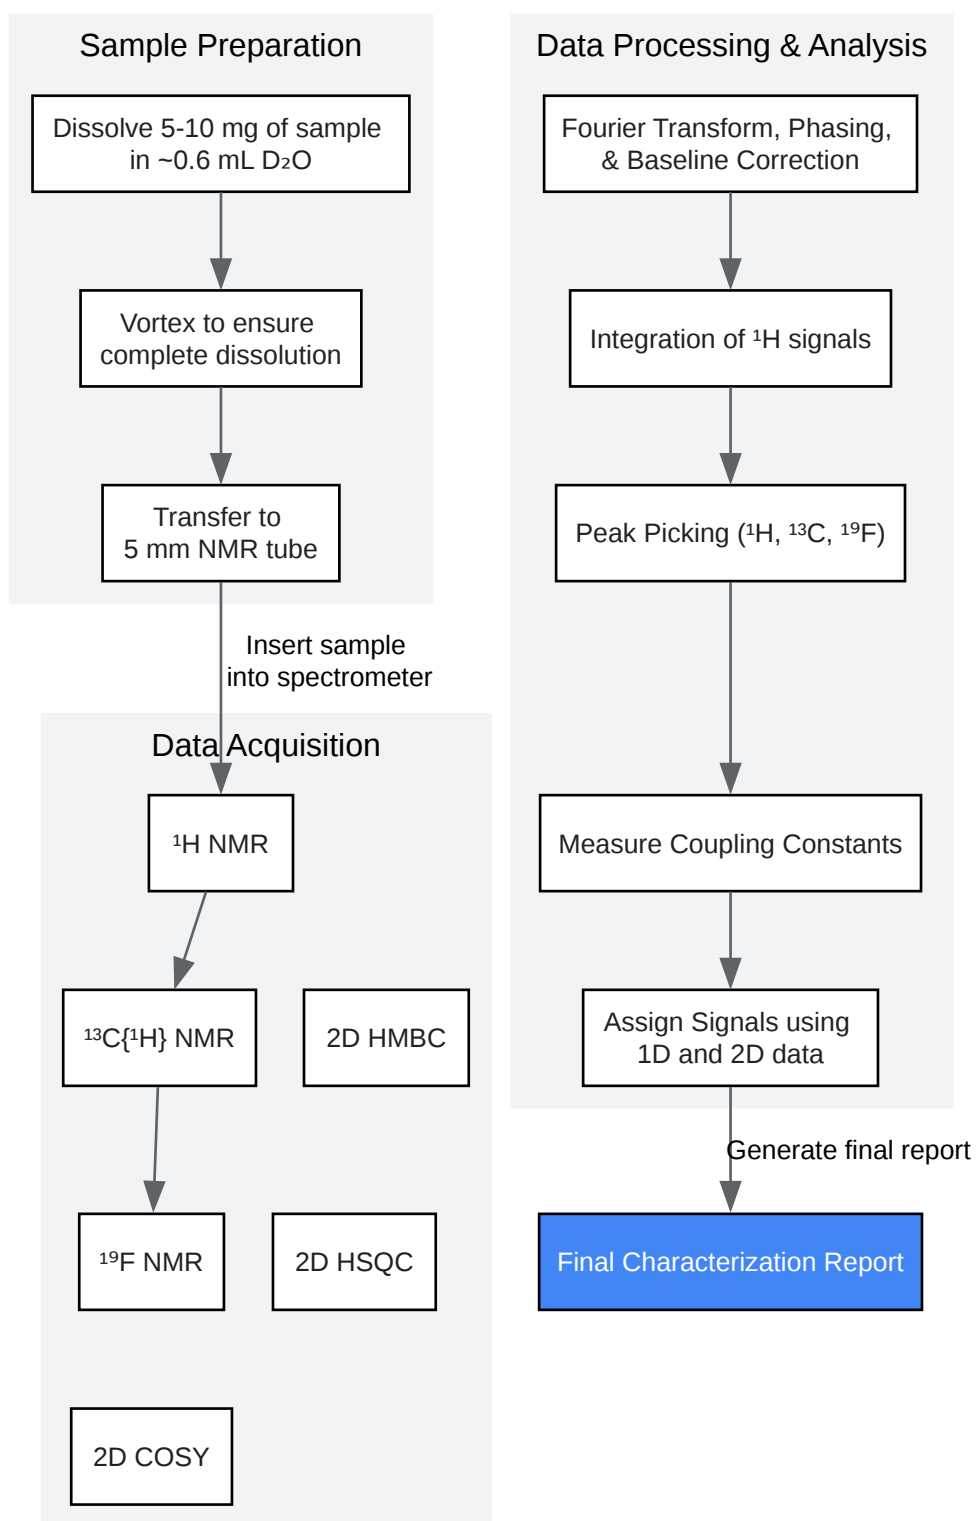 Sample Preparation
Dissolve 5-10 mg of sample
in ~0.6 mL D₂O
Vortex to ensure
complete dissolution
Transfer to
5 mm NMR tube
Insert sample
into spectrometer
Data Acquisition
¹H NMR
¹³C{¹H} NMR
2D HMBC
¹⁹F NMR
2D HSQC
2D COSY
Data Processing & Analysis
Fourier Transform, Phasing,
& Baseline Correction
Integration of ¹H signals
Peak Picking (¹H, ¹³C, ¹⁹F)
Measure Coupling Constants
Assign Signals using
1D and 2D data
Generate final report
Final Characterization Report